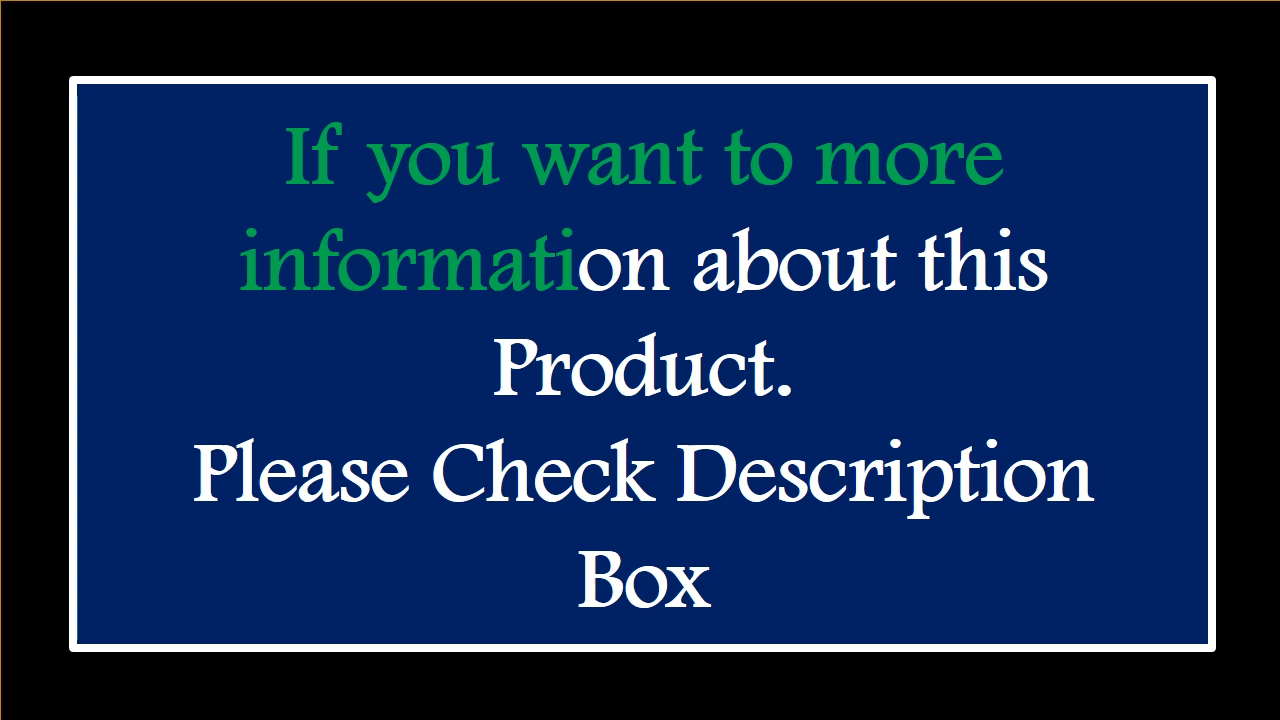 If you want to more
information about this
Product.
Please Check Description
Box